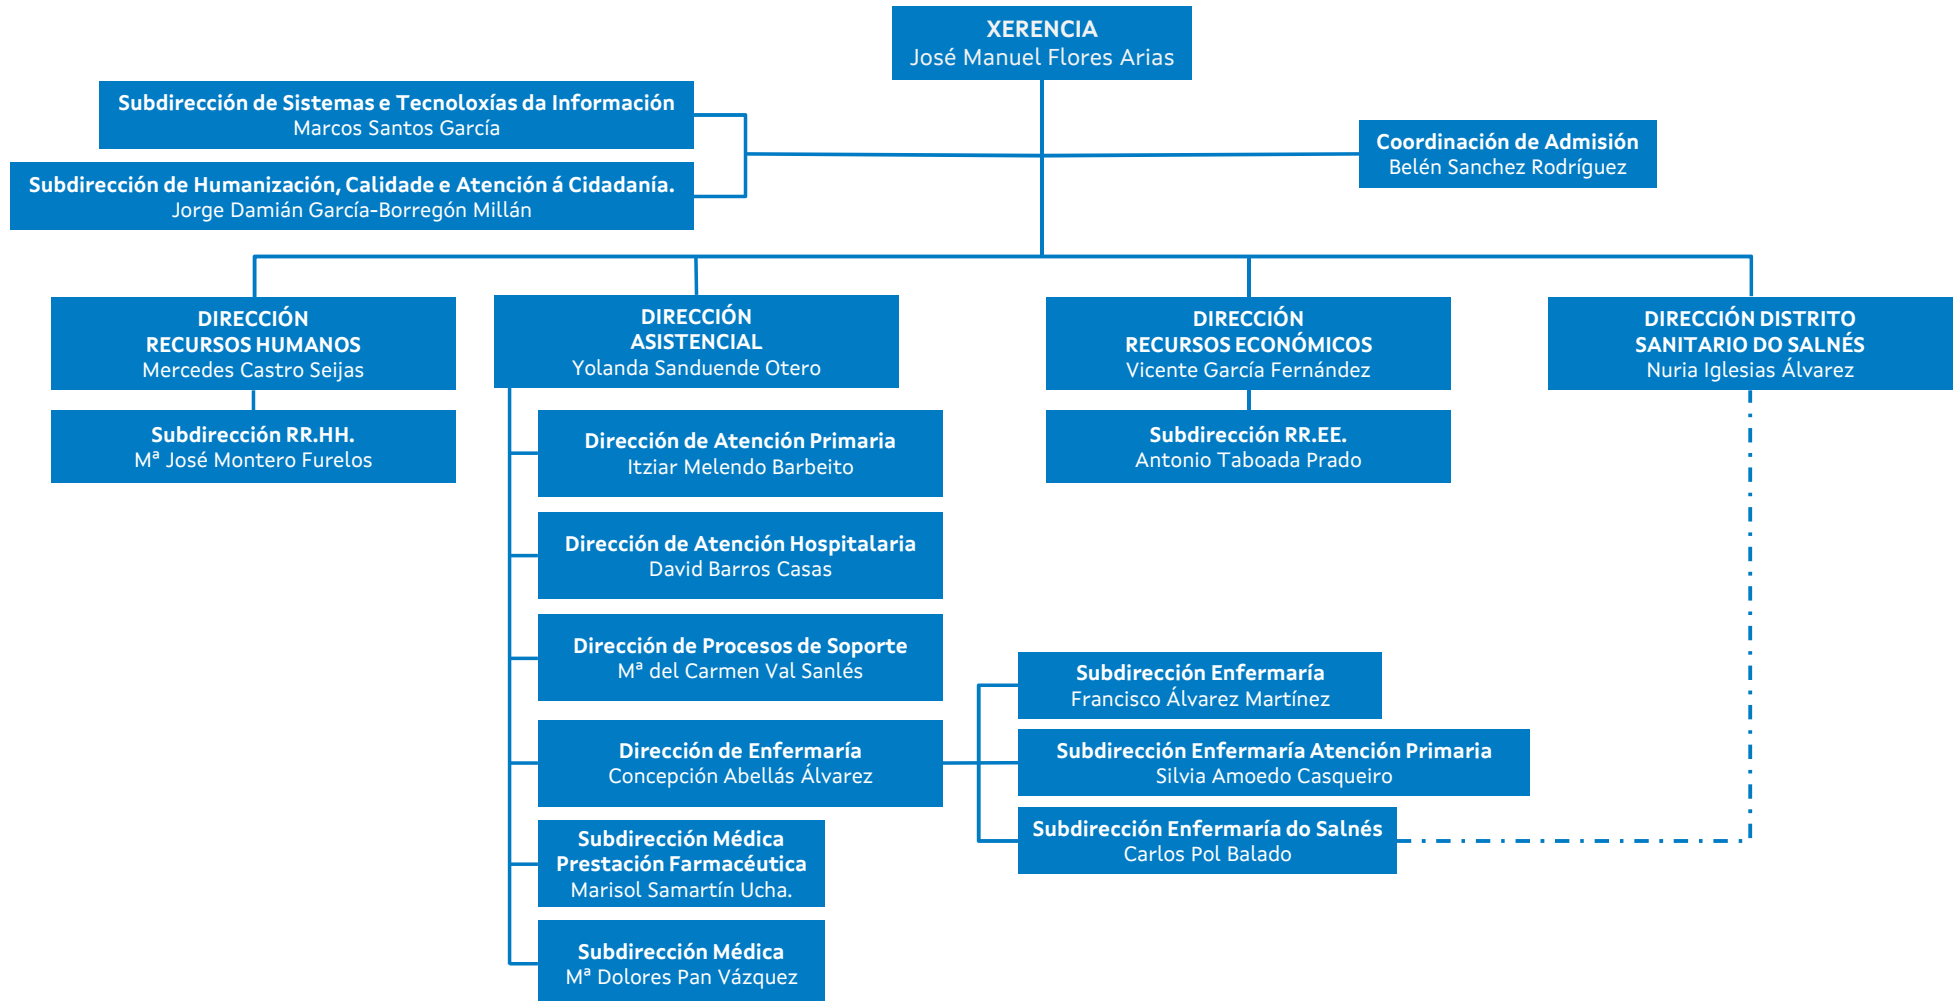 XERENCIA
José Manuel Flores Arias
Subdirección de Sistemas e Tecnoloxías da Información
Marcos Santos García
Coordinación de Admisión
Belén Sanchez Rodríguez
Subdirección de Humanización, Calidade e Atención á Cidadanía.
Jorge Damián García-Borregón Millán
DIRECCIÓN
RECURSOS HUMANOS
Mercedes Castro Seijas
Subdirección RR.HH.
Mª José Montero Furelos
DIRECCIÓN
ASISTENCIAL
Yolanda Sanduende Otero
Dirección de Atención Primaria
Itziar Melendo Barbeito
Dirección de Atención Hospitalaria
David Barros Casas
Dirección de Procesos de Soporte
Mª del Carmen Val Sanlés
Dirección de Enfermaría
Concepción Abellás Álvarez
Subdirección Médica
Prestación Farmacéutica
Marisol Samartín Ucha.
Subdirección Médica
Mª Dolores Pan Vázquez
Subdirección Enfermaría
Francisco Álvarez Martínez
Subdirección Enfermaría Atención Primaria
Silvia Amoedo Casqueiro
Subdirección Enfermaría do Salnés
Carlos Pol Balado
DIRECCIÓN
RECURSOS ECONÓMICOS
Vicente García Fernández
Subdirección RR.EE.
Antonio Taboada Prado
DIRECCIÓN DISTRITO
SANITARIO DO SALNÉS
Nuria Iglesias Álvarez